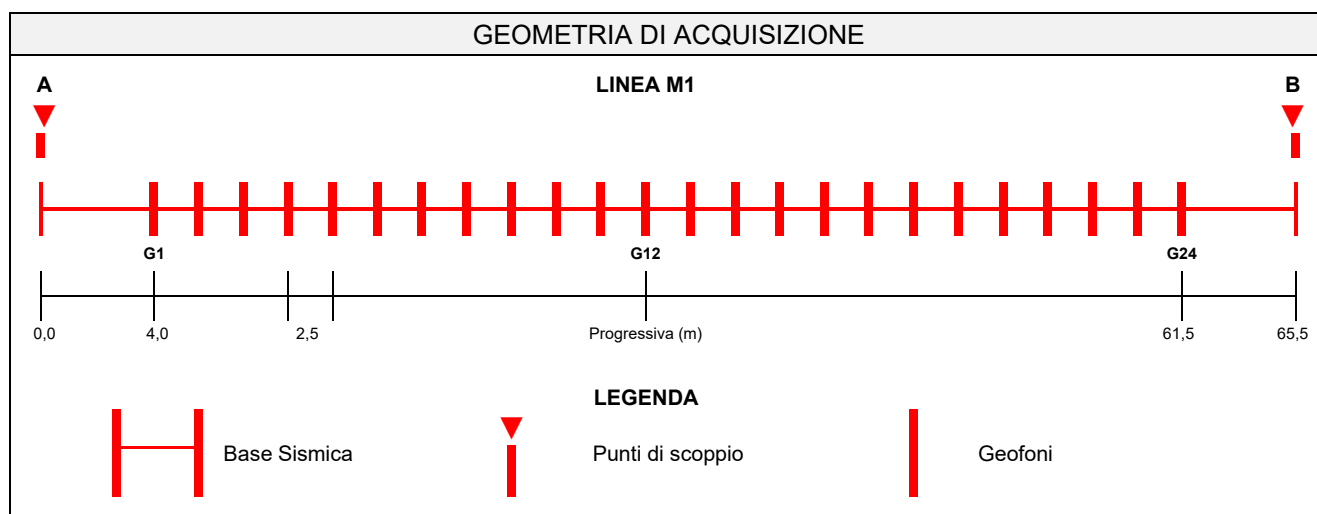 GEOMETRIA DI ACQUISIZIONE
A LINEA M1 B
G1 G12 G24
0,0 4,0 2,5 Progressiva (m) 61,5 65,5
LEGENDA
Base Sismica Punti di scoppio Geofoni